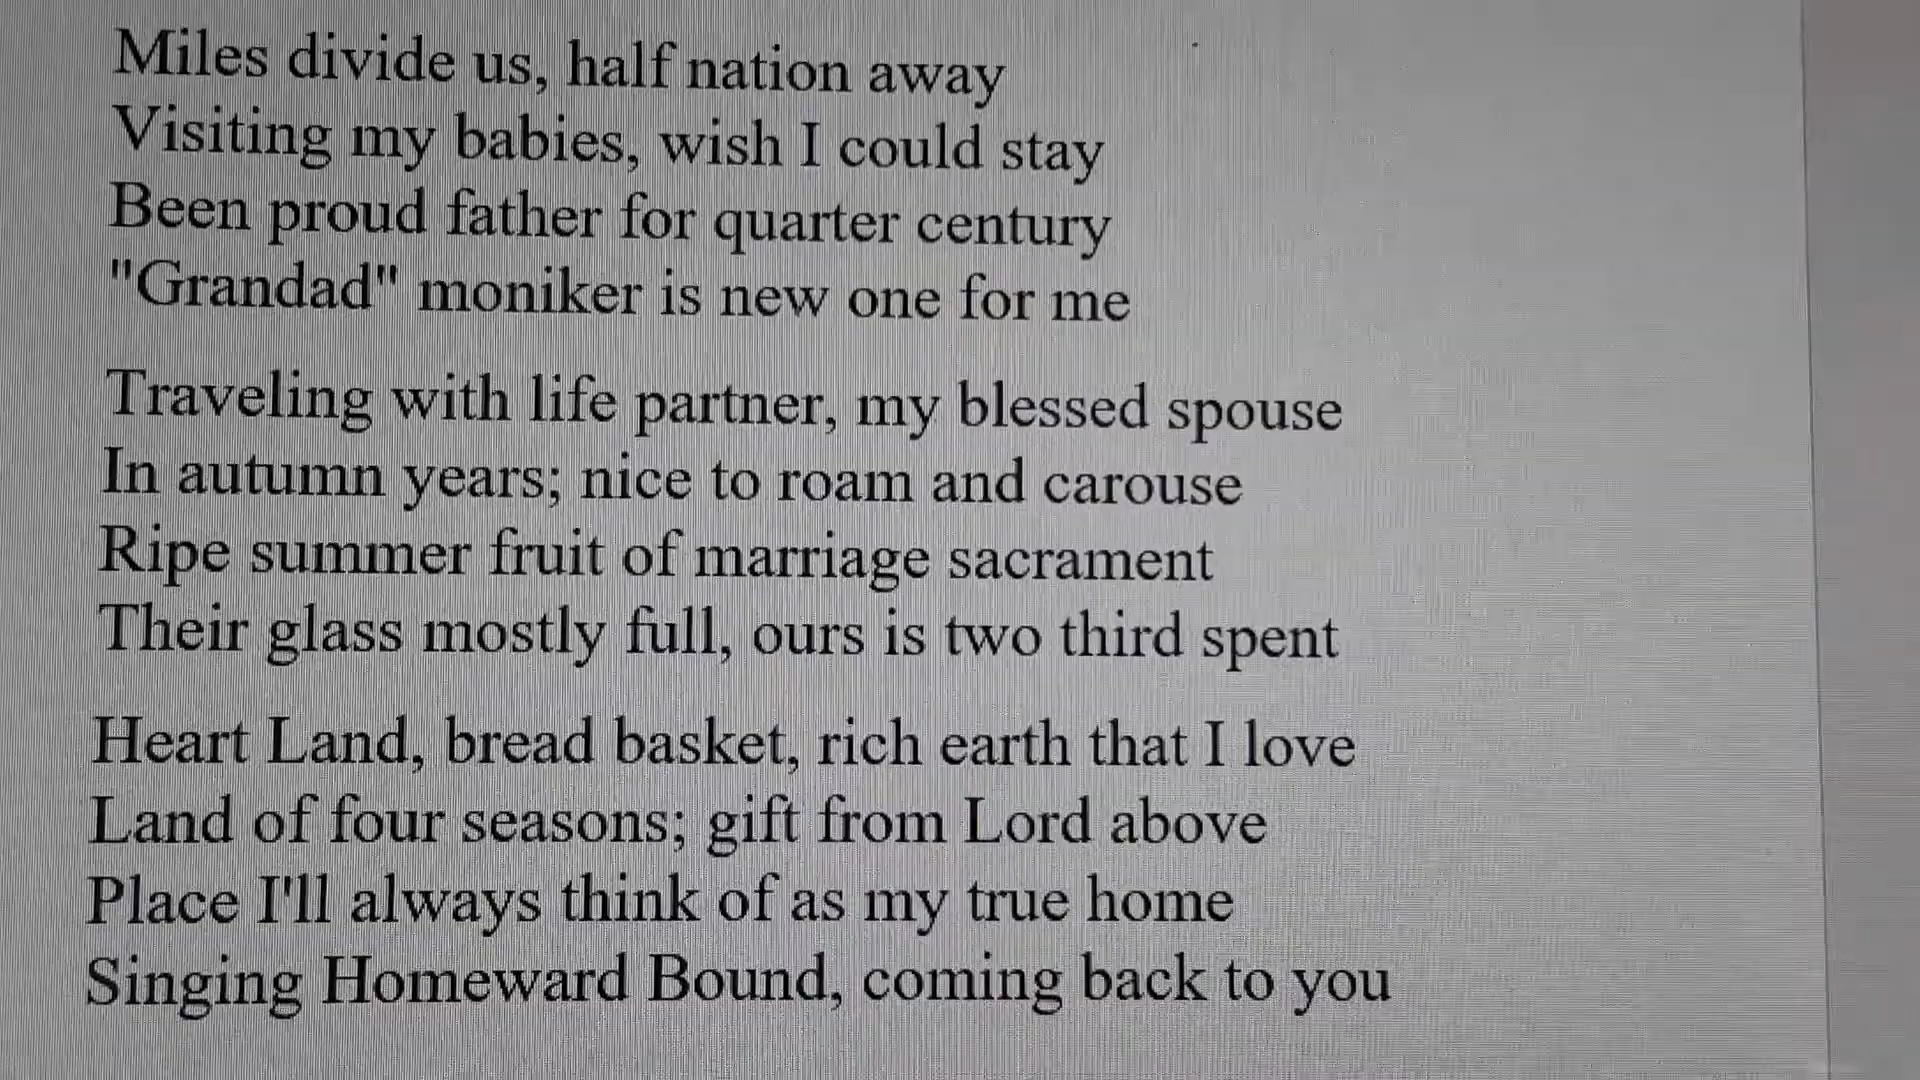 Miles divide us, half nation away
Visiting my babies, wish I could stay
Been proud father for quarter century
"Grandad" moniker is new one for me
Traveling with life partner, my blessed spouse
In autumn years; nice to roam and carouse
Ripe summer fruit of marriage sacrament
Their glass mostly full, ours is two third spent
Heart Land, bread basket, rich earth that I love
Land of four seasons; gift from Lord above
Place I'll always think of as my true home
Singing Homeward Bound, coming back to you